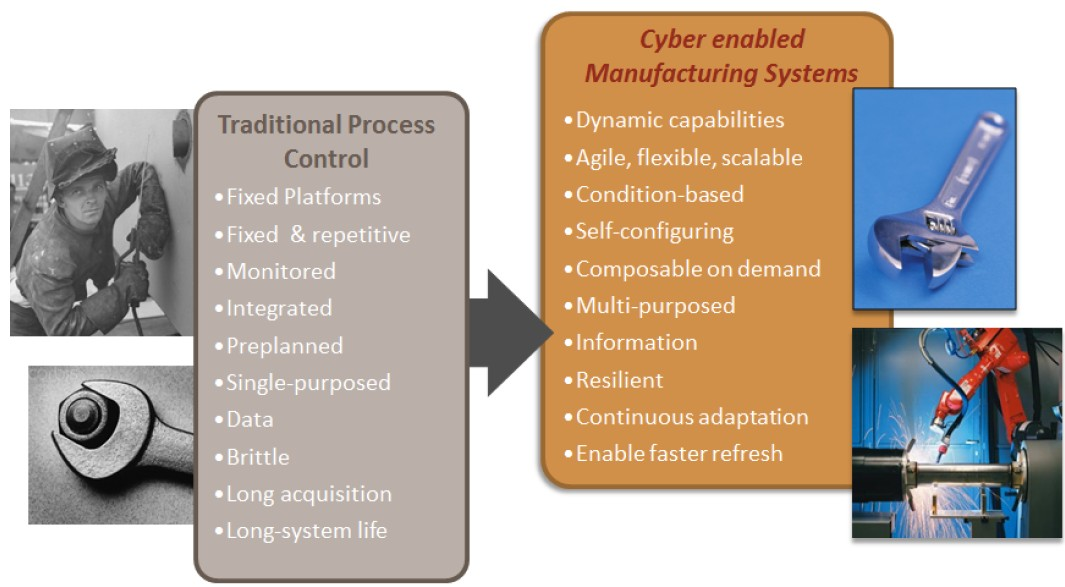 Traditional Process
Control
•Fixed Platforms
•Fixed & repetitive
•Monitored
•Integrated
•Preplanned
•Single-purposed
•Data
•Brittle
•Long acquisition
•Long-system life
Cyber enabled
Manufacturing Systems
•Dynamic capabilities
•Agile, flexible, scalable
•Condition-based
•Self-configuring
•Composable on demand
•Multi-purposed
•Information
•Resilient
•Continuous adaptation
•Enable faster refresh